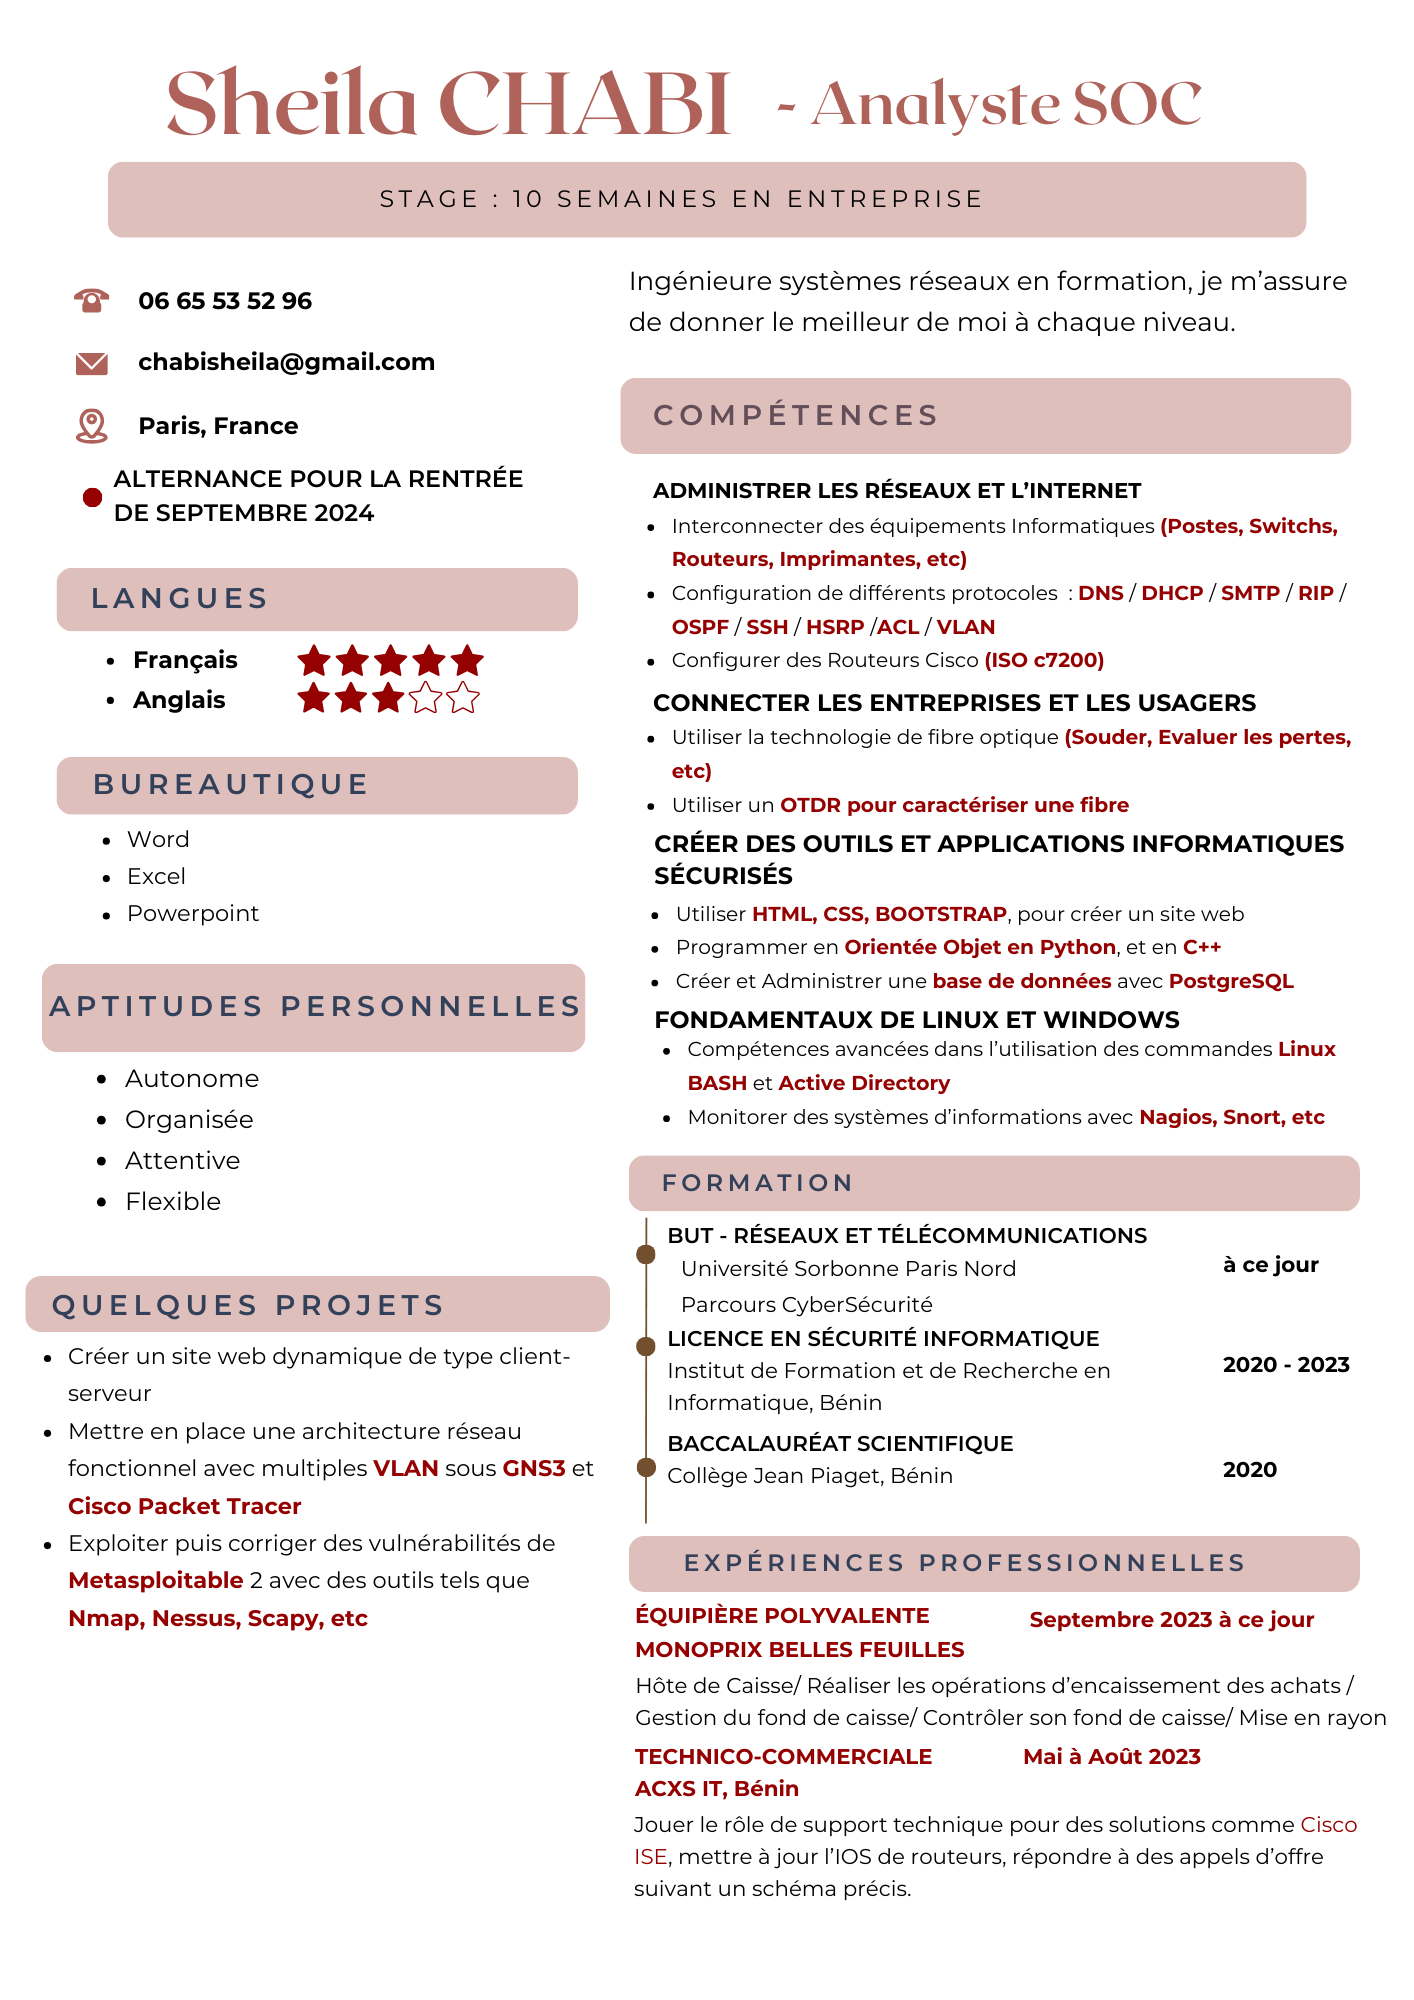 Sheila CHABI - Analyste SOC
STAGE : 10 SEMAINES EN ENTREPRISE
06 65 53 52 96
chabisheila@gmail.com
Paris, France
ALTERNANCE POUR LA RENTRÉE
DE SEPTEMBRE 2024
LANGUES
• Français
• Anglais
BUREAUTIQUE
• Word
• Excel
• Powerpoint
APTITUDES PERSONNELLES
• Autonome
• Organisée
• Attentive
• Flexible
QUELQUES PROJETS
• Créer un site web dynamique de type client-
serveur
• Mettre en place une architecture réseau
fonctionnel avec multiples VLAN sous GNS3 et
Cisco Packet Tracer
• Exploiter puis corriger des vulnérabilités de
Metasploitable 2 avec des outils tels que
Nmap, Nessus, Scapy, etc
Ingénieure systèmes réseaux en formation, je m’assure
de donner le meilleur de moi à chaque niveau.
COMPÉTENCES
ADMINISTRER LES RÉSEAUX ET L’INTERNET
• Interconnecter des équipements Informatiques (Postes, Switchs,
Routeurs, Imprimantes, etc)
• Configuration de différents protocoles : DNS / DHCP / SMTP / RIP /
OSPF / SSH / HSRP /ACL / VLAN
• Configurer des Routeurs Cisco (ISO c7200)
CONNECTER LES ENTREPRISES ET LES USAGERS
• Utiliser la technologie de fibre optique (Souder, Evaluer les pertes,
etc)
• Utiliser un OTDR pour caractériser une fibre
CRÉER DES OUTILS ET APPLICATIONS INFORMATIQUES
SÉCURISÉS
• Utiliser HTML, CSS, BOOTSTRAP, pour créer un site web
• Programmer en Orientée Objet en Python, et en C++
• Créer et Administrer une base de données avec PostgreSQL
FONDAMENTAUX DE LINUX ET WINDOWS
• Compétences avancées dans l’utilisation des commandes Linux
BASH et Active Directory
• Monitorer des systèmes d’informations avec Nagios, Snort, etc
FORMATION
BUT - RÉSEAUX ET TÉLÉCOMMUNICATIONS
Université Sorbonne Paris Nord
à ce jour
Parcours CyberSécurité
LICENCE EN SÉCURITÉ INFORMATIQUE
Institut de Formation et de Recherche en
2020 - 2023
Informatique, Bénin
BACCALAURÉAT SCIENTIFIQUE
Collège Jean Piaget, Bénin
2020
EXPÉRIENCES PROFESSIONNELLES
ÉQUIPIÈRE POLYVALENTE
Septembre 2023 à ce jour
MONOPRIX BELLES FEUILLES
Hôte de Caisse/ Réaliser les opérations d’encaissement des achats /
Gestion du fond de caisse/ Contrôler son fond de caisse/ Mise en rayon
TECHNICO-COMMERCIALE
Mai à Août 2023
ACXS IT, Bénin
Jouer le rôle de support technique pour des solutions comme Cisco
ISE, mettre à jour l’IOS de routeurs, répondre à des appels d’offre
suivant un schéma précis.